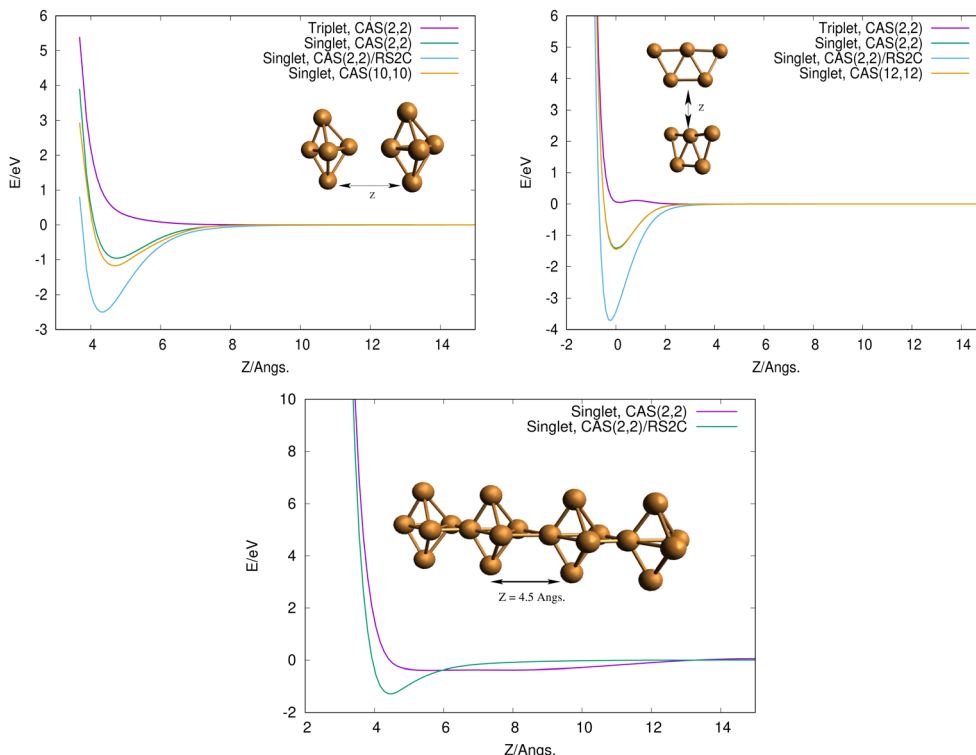 Triplet, CAS(2,2)
Singlet, CAS(2,2)
Singlet, CAS(2,2)/RS2C
Singlet, CAS(10,10)
6
5
4
3
2
1
0
-1
-2
-3
E/eV
Z
4
6
8
10
12
14
Z/Angs.
Triplet, CAS(2,2)
Singlet, CAS(2,2)
Singlet, CAS(2,2)/RS2C
Singlet, CAS(12,12)
6
5
4
3
2
1
0
-1
-2
-3
-4
E/eV
Z
-2
0
2
4
6
8
10
12
14
Z/Angs.
Singlet, CAS(2,2)
Singlet, CAS(2,2)/RS2C
10
8
6
4
2
0
-2
E/eV
Z = 4.5 Angs.
2
4
6
8
10
12
14
Z/Angs.